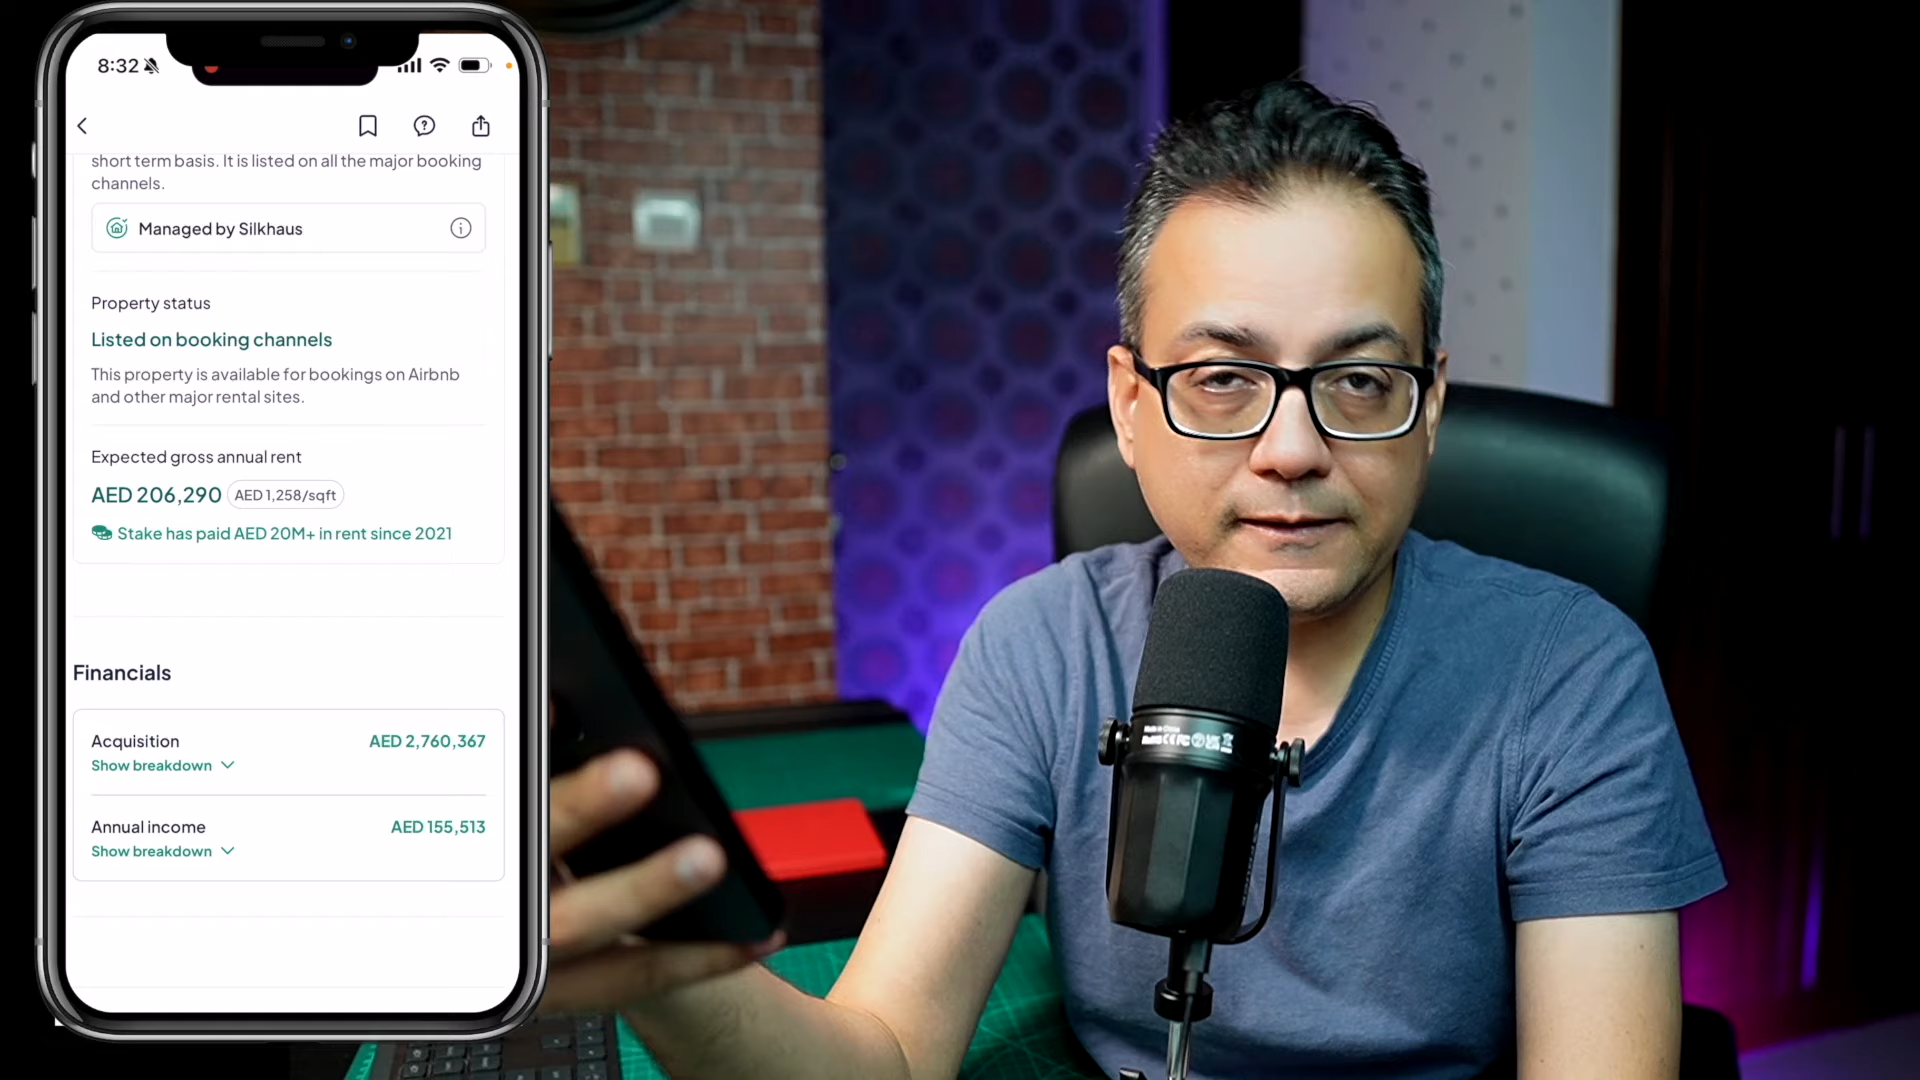 8:32
short term basis. It is listed on all the major booking
channels.
Managed by Silkhaus
Property status
Listed on booking channels
This property is available for bookings on Airbnb
and other major rental sites.
Expected gross annual rent
AED 206,290 AED 1,258/sqft
Stake has paid AED 20M+ in rent since 2021
Financials
Acquisition AED 2,760,367
Show breakdown
Annual income AED 155,513
Show breakdown